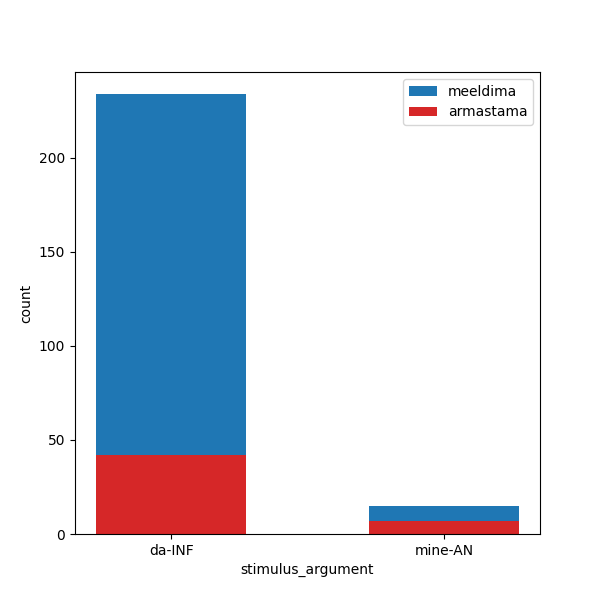 meeldima
armastama
200
150
100
50
0
count
da-INF
mine-AN
stimulus_argument